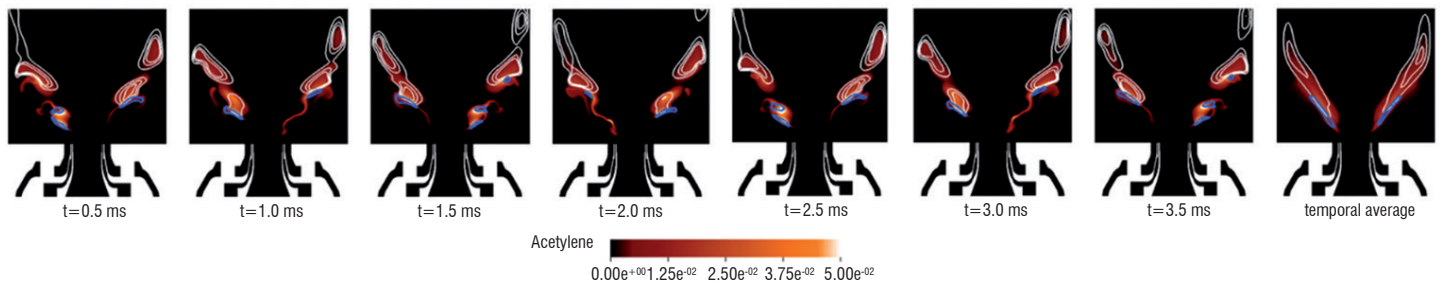 t=0.5 ms t=1.0 ms t=1.5 ms t=2.0 ms t=2.5 ms t=3.0 ms t=3.5 ms temporal average
Acetylene
0.00e+00 1.25e-02 2.50e-02 3.75e-02 5.00e-02